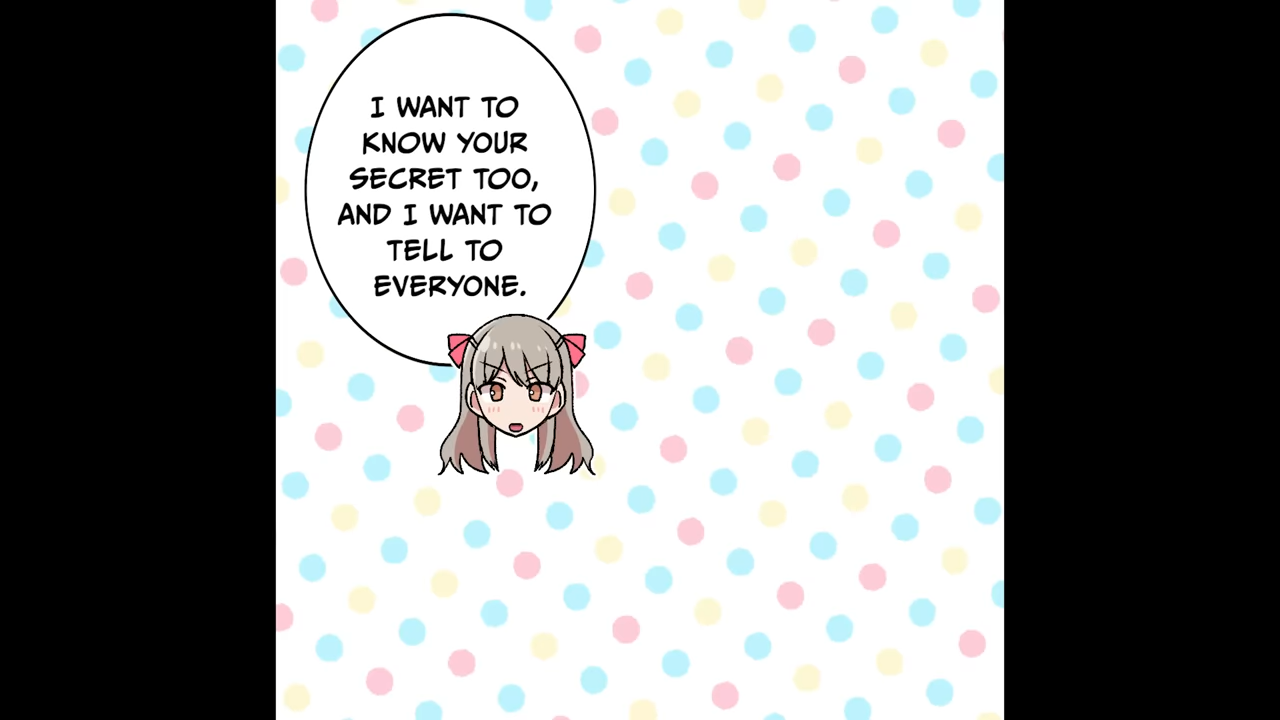 I WANT TO
KNOW YOUR
SECRET TOO,
AND I WANT TO
TELL TO
EVERYONE.